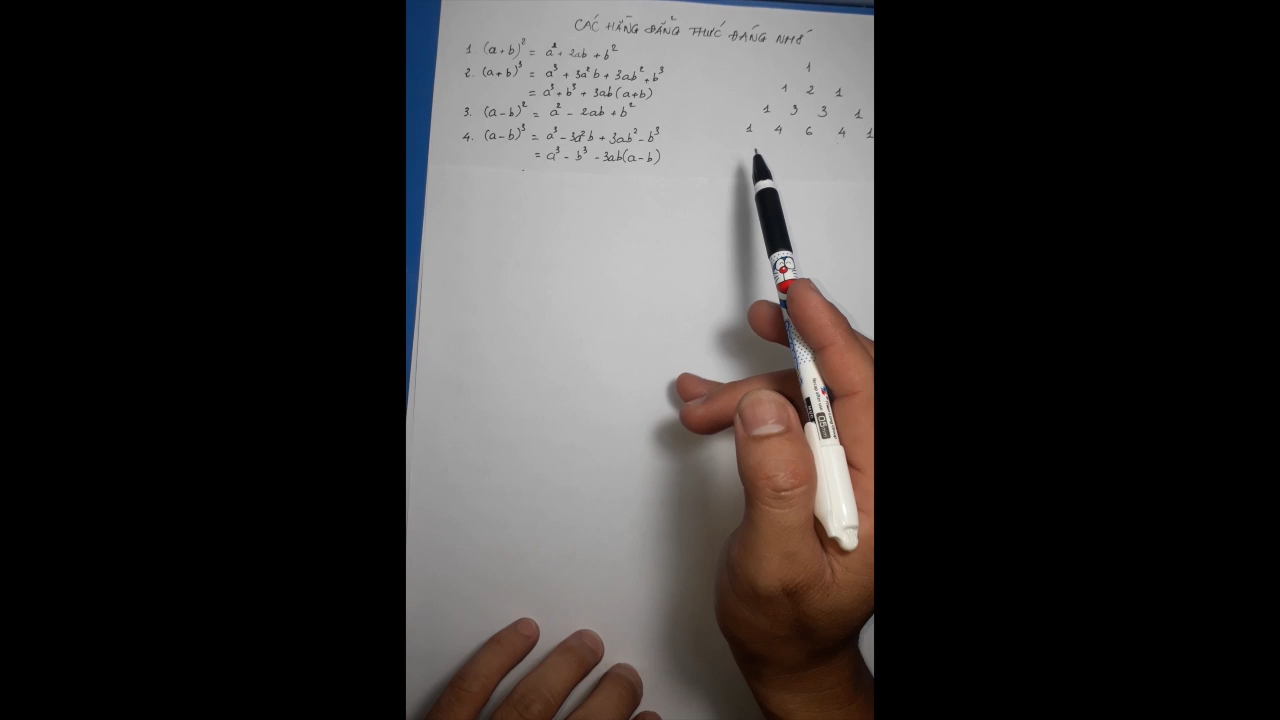 CÁC HẰNG ĐẲNG THỨC ĐÁNG NHỚ
1. (a+b)² = a² + 2ab + b²
2. (a+b)³ = a³ + 3a²b + 3ab² + b³
= a³ + b³ + 3ab(a+b)
3. (a-b)² = a² - 2ab + b²
4. (a-b)³ = a³ - 3a²b + 3ab² - b³
= a³ - b³ - 3ab(a-b)
1
1 2 1
1 3 3 1
1 4 6 4 1